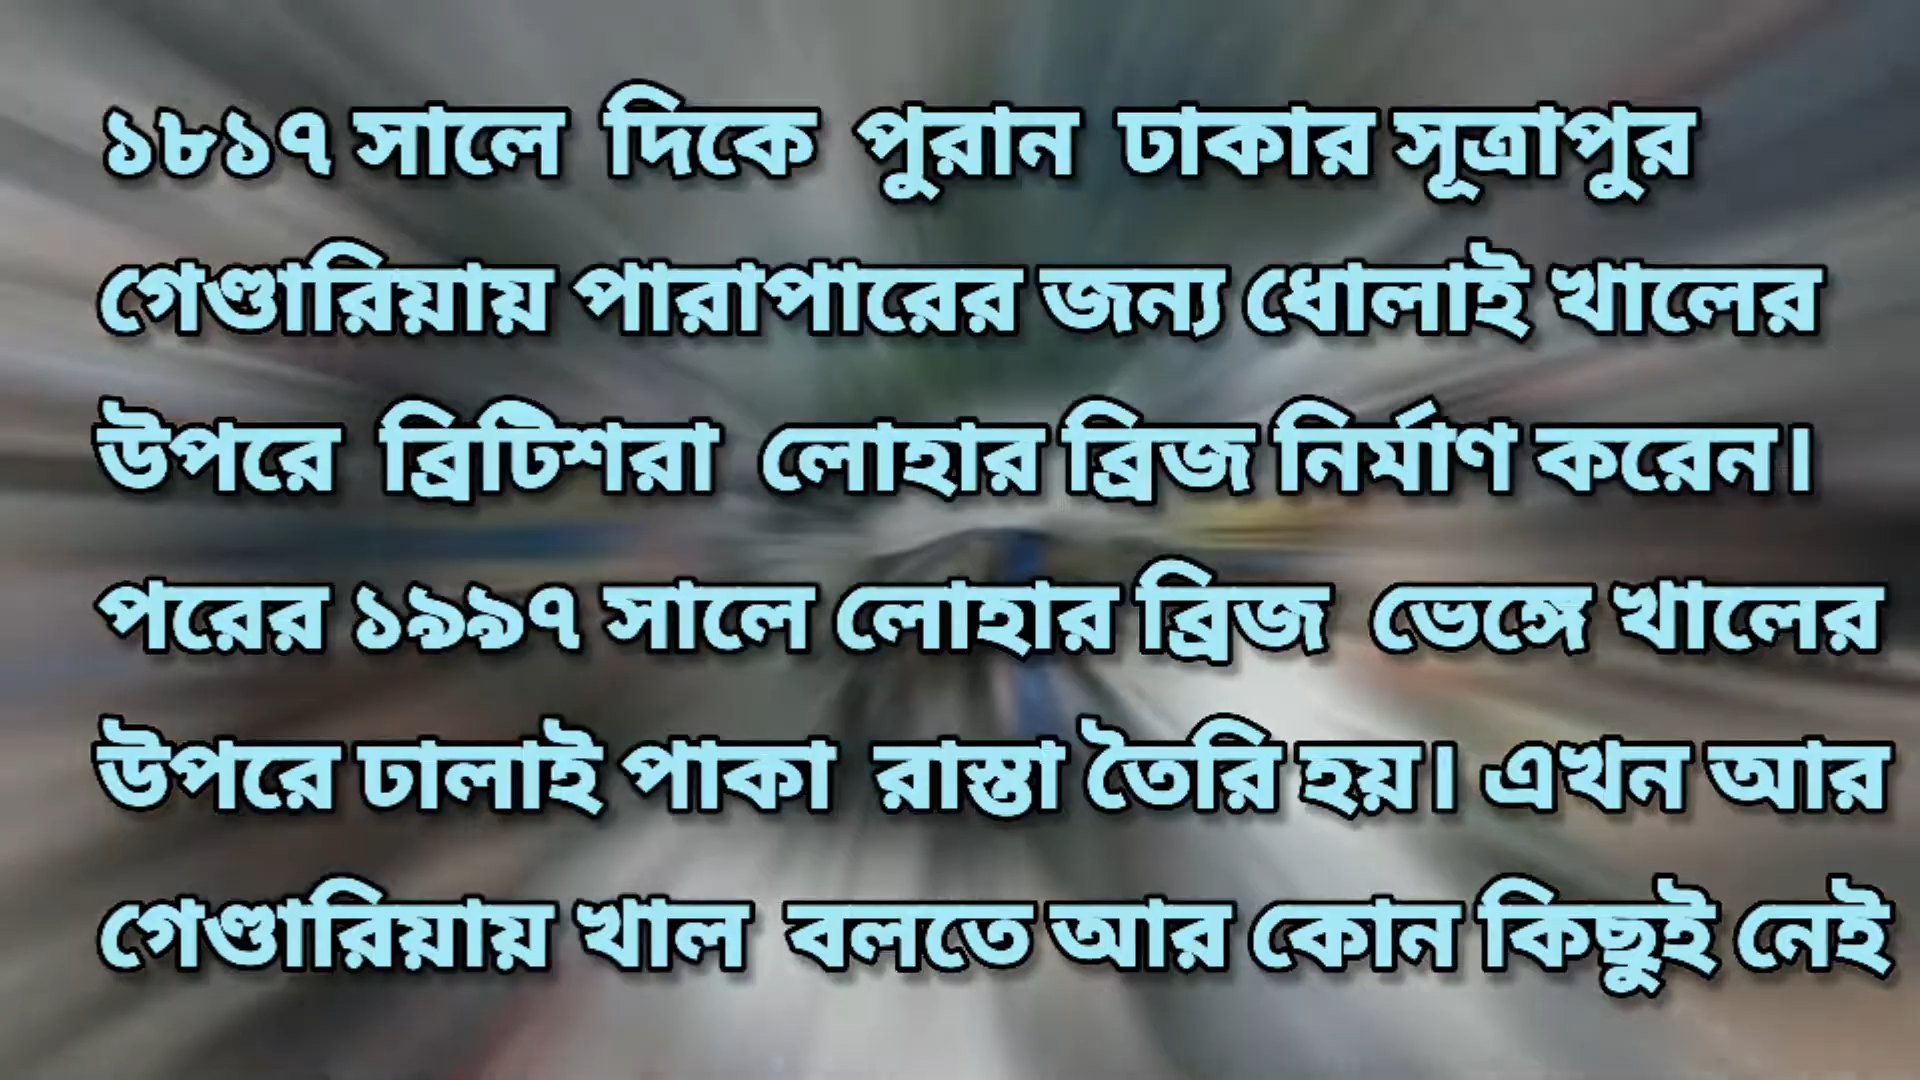 ১৮১৭ সালে দিকে পুরান ঢাকার সূত্রাপুর
গেণ্ডারিয়ায় পারাপারের জন্য ধোলাই খালের
উপরে ব্রিটিশরা লোহার ব্রিজ নির্মাণ করেন।
পরের ১৯৯৭ সালে লোহার ব্রিজ ভেঙ্গে খালের
উপরে ঢালাই পাকা রাস্তা তৈরি হয়। এখন আর
গেণ্ডারিয়ায় খাল বলতে আর কোন কিছুই নেই